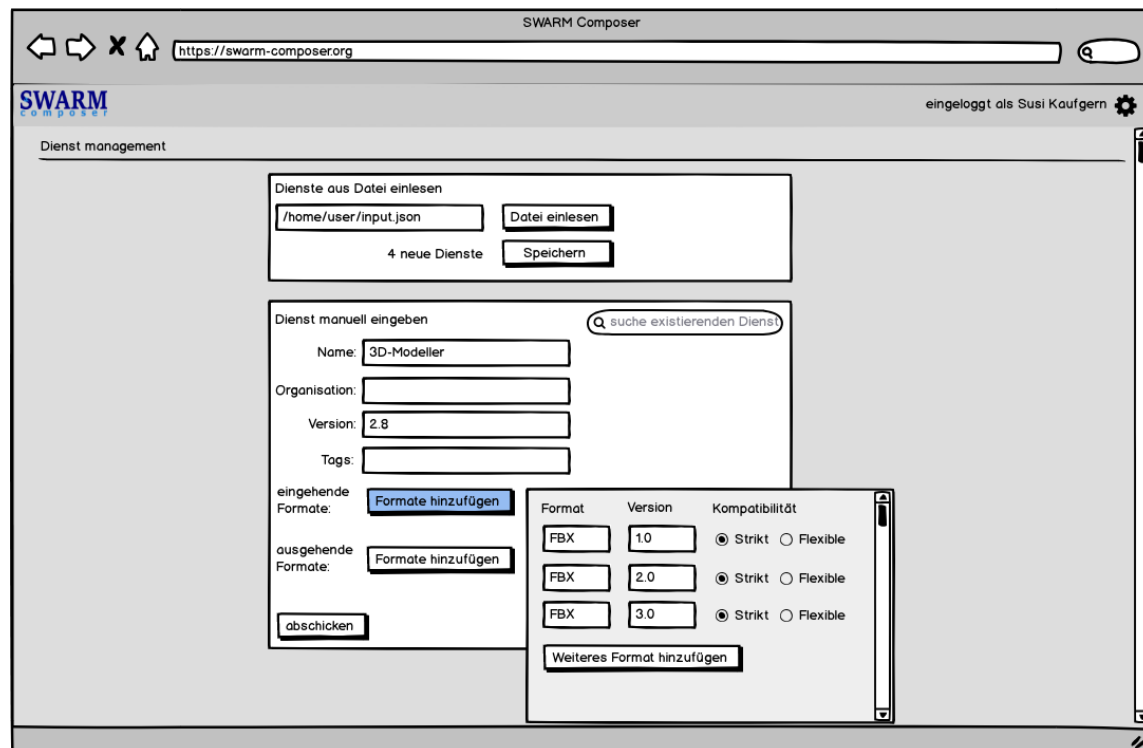 SWARM Composer
https://swarm-composer.org
SWARM
composer
eingeloggt als Susi Kaufgern
Dienst management
Dienste aus Datei einlesen
/home/user/input.json
Datei einlesen
4 neue Dienste
Speichern
Dienst manuell eingeben
suche existierenden Dienst
Name: 3D-Modeller
Organisation:
Version: 2.8
Tags:
eingehende
Formate:
Formate hinzufügen
ausgehende
Formate:
Formate hinzufügen
abschicken
Format Version Kompatibilität
FBX 1.0 Strikt Flexible
FBX 2.0 Strikt Flexible
FBX 3.0 Strikt Flexible
Weiteres Format hinzufügen